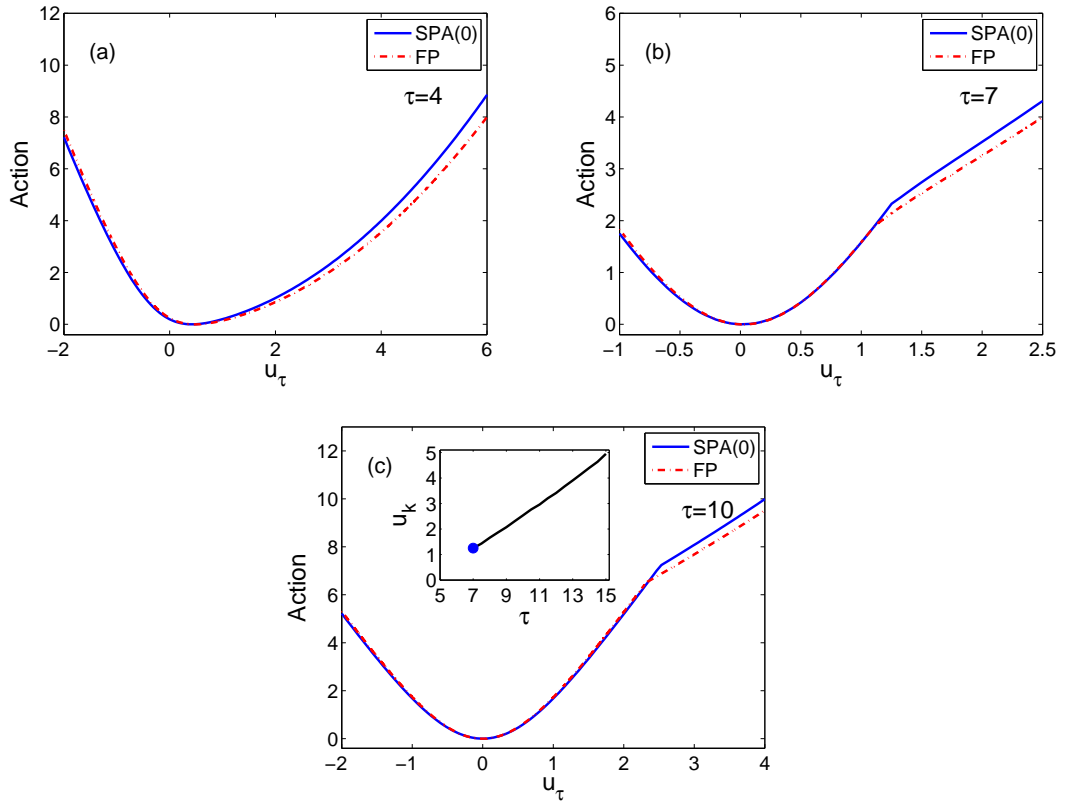 12
10
8
6
4
2
0
Action
(a)
SPA(0)
FP
τ=4
−2 0 2 4 6
u_τ
6
5
4
3
2
1
0
Action
(b)
SPA(0)
FP
τ=7
−1 −0.5 0 0.5 1 1.5 2 2.5
u_τ
12
10
8
6
4
2
0
Action
(c)
SPA(0)
FP
τ=10
5
4
3
2
1
0
u_k
5 7 9 11 13 15
τ
−2 −1 0 1 2 3 4
u_τ